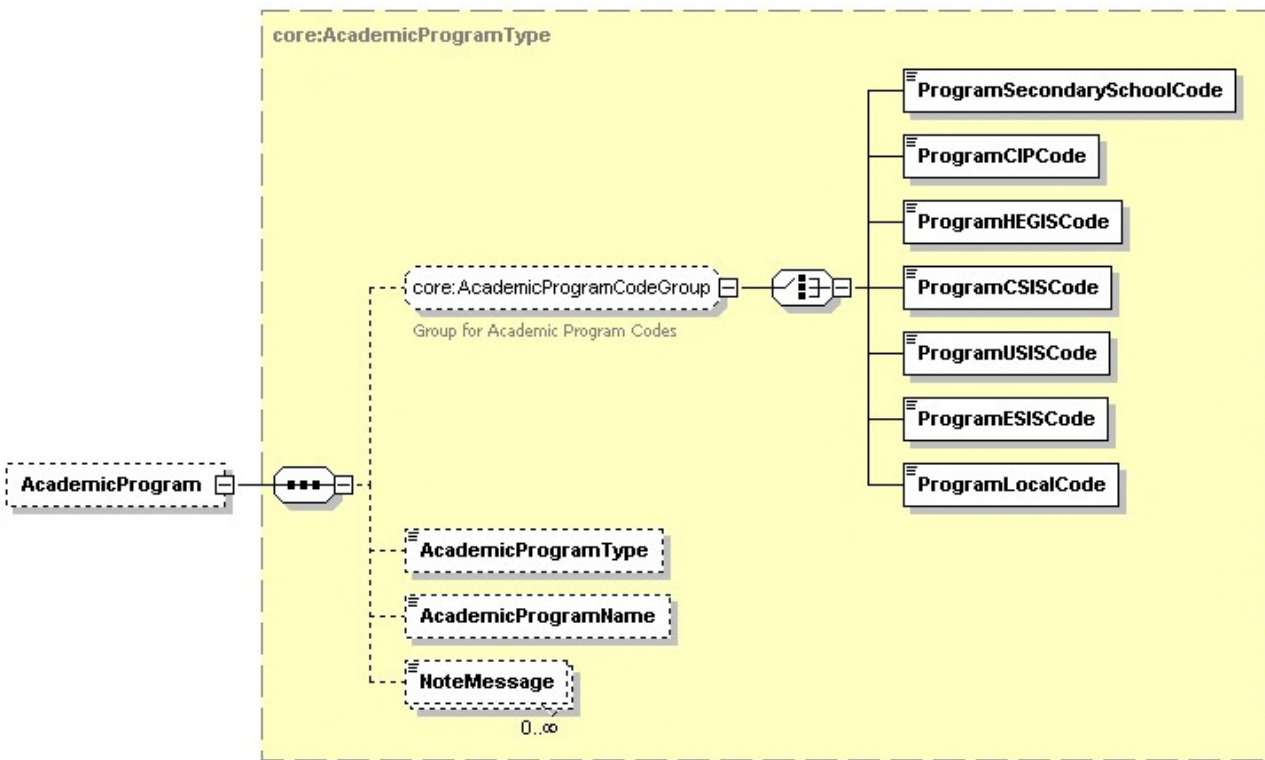 core:AcademicProgramType
ProgramSecondarySchoolCode
ProgramCIPCode
ProgramHEGISCode
core:AcademicProgramCodeGroup
ProgramCSISCode
Group for Academic Program Codes
ProgramUSISCode
ProgramESISCode
AcademicProgram
ProgramLocalCode
AcademicProgramType
AcademicProgramName
NoteMessage
0..∞